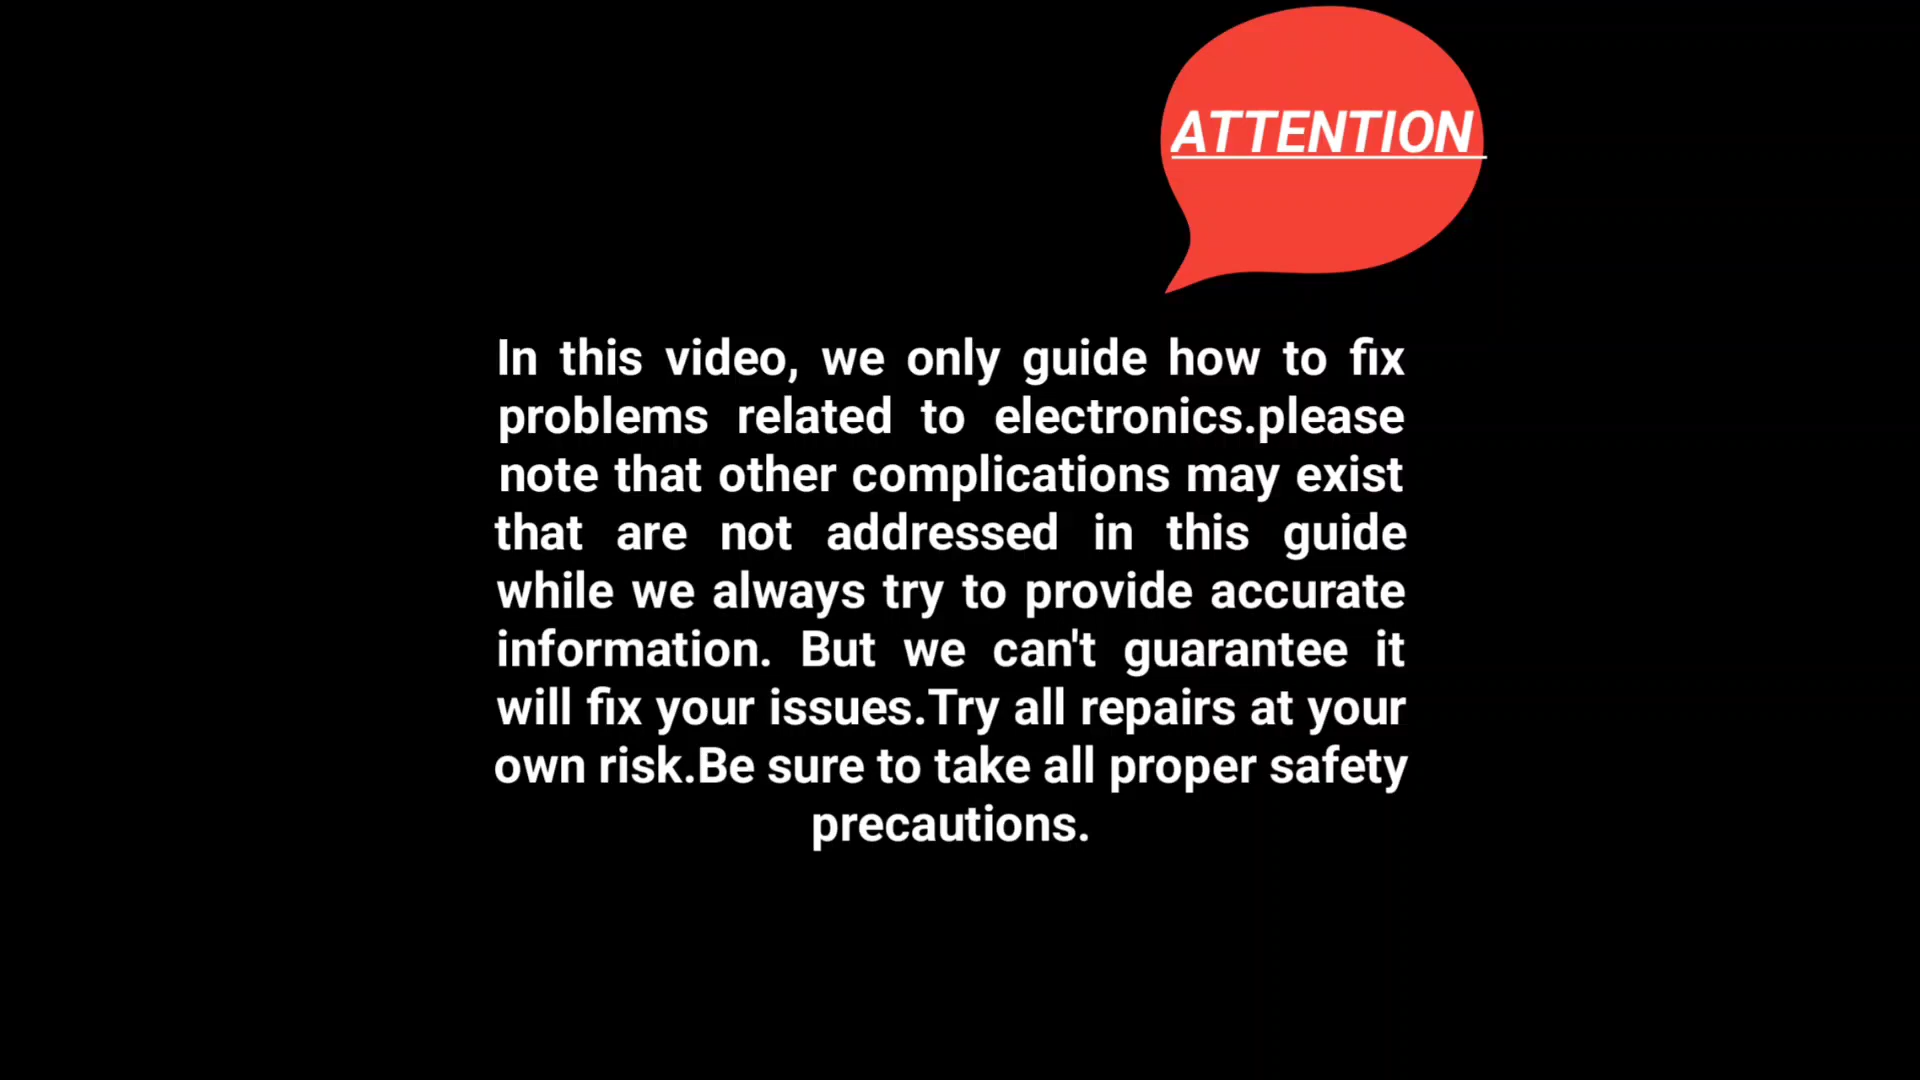 ATTENTION
In this video, we only guide how to fix
problems related to electronics.please
note that other complications may exist
that are not addressed in this guide
while we always try to provide accurate
information. But we can't guarantee it
will fix your issues.Try all repairs at your
own risk.Be sure to take all proper safety
precautions.